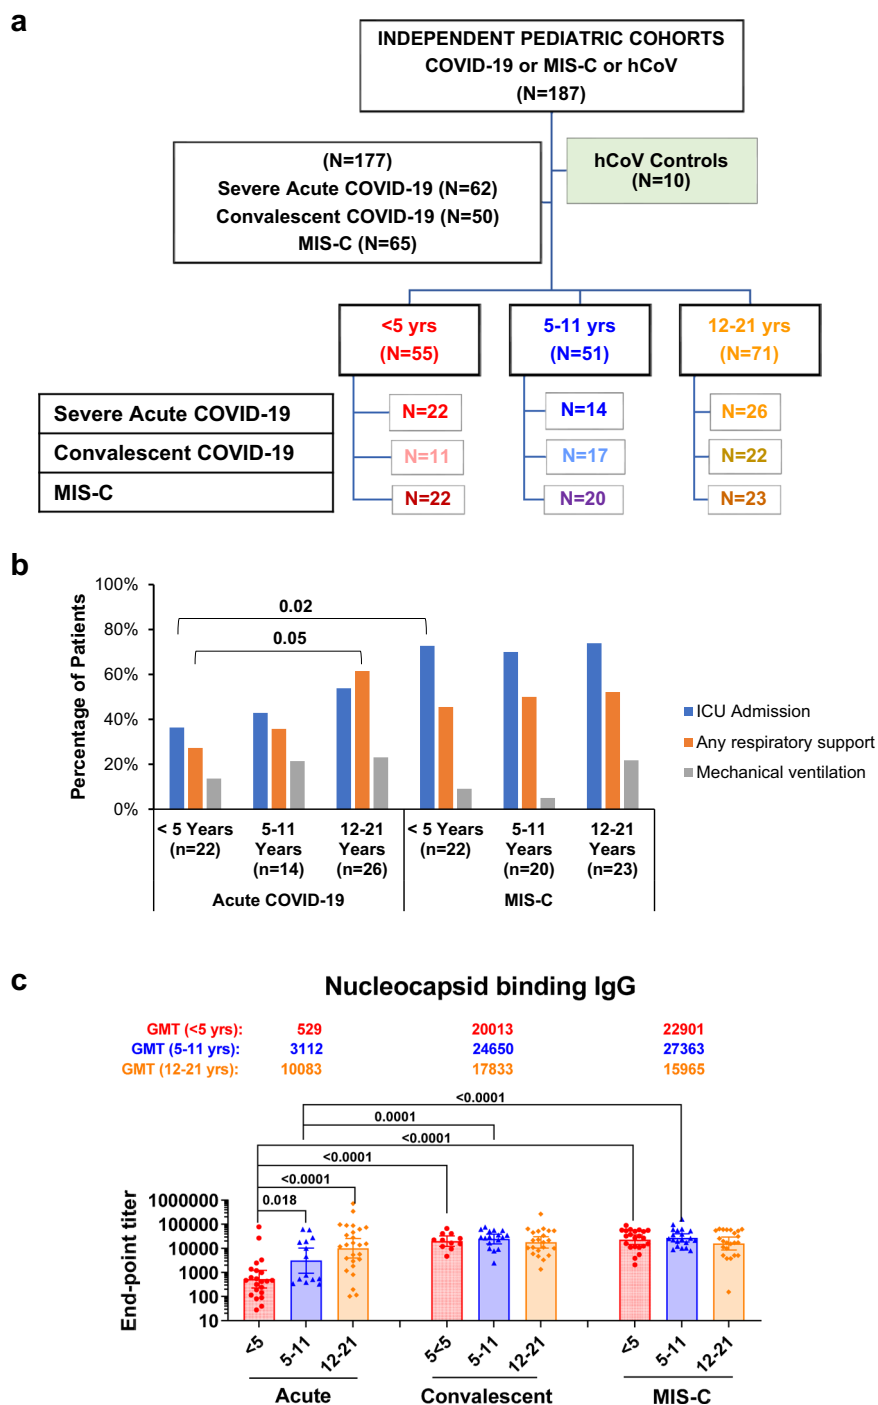 a
INDEPENDENT PEDIATRIC COHORTS
COVID-19 or MIS-C or hCoV
(N=187)
(N=177)
Severe Acute COVID-19 (N=62)
Convalescent COVID-19 (N=50)
MIS-C (N=65)
hCoV Controls
(N=10)
<5 yrs
(N=55)
5-11 yrs
(N=51)
12-21 yrs
(N=71)
Severe Acute COVID-19
N=22
N=14
N=26
Convalescent COVID-19
N=11
N=17
N=22
MIS-C
N=22
N=20
N=23
b
Percentage of Patients
100%
80%
60%
40%
20%
0%
0.02
0.05
< 5 Years
(n=22)
5-11
Years
(n=14)
12-21
Years
(n=26)
< 5 Years
(n=22)
5-11
Years
(n=20)
12-21
Years
(n=23)
Acute COVID-19
MIS-C
ICU Admission
Any respiratory support
Mechanical ventilation
c
Nucleocapsid binding IgG
GMT (<5 yrs): 529 20013 22901
GMT (5-11 yrs): 3112 24650 27363
GMT (12-21 yrs): 10083 17833 15965
<0.0001
0.0001
<0.0001
<0.0001
<0.0001
0.018
End-point titer
1000000
100000
10000
1000
100
10
<5
5-11
12-21
5<5
5-11
12-21
<5
5-11
12-21
Acute
Convalescent
MIS-C